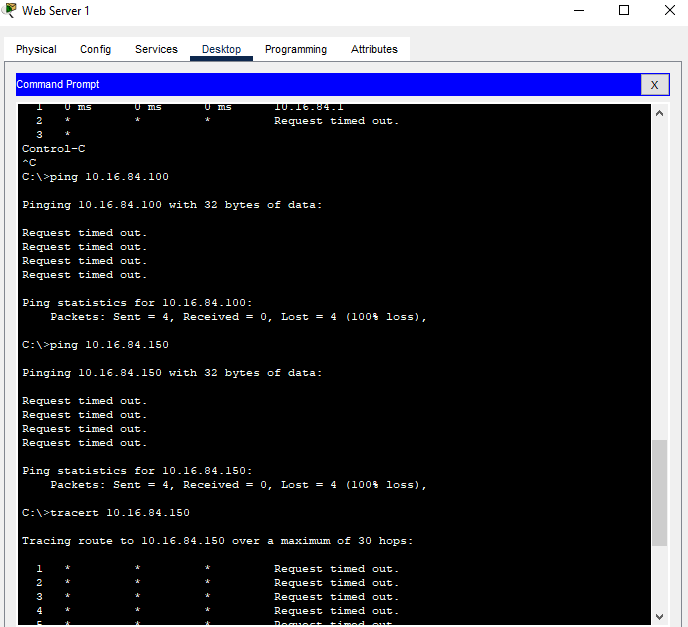 Web Server 1
Physical Config Services Desktop Programming Attributes
Command Prompt X
1 0 ms 0 ms 0 ms 10.16.84.1
2 * * * Request timed out.
3 *
Control-C
^C
C:\>ping 10.16.84.100
Pinging 10.16.84.100 with 32 bytes of data:
Request timed out.
Request timed out.
Request timed out.
Request timed out.
Ping statistics for 10.16.84.100:
Packets: Sent = 4, Received = 0, Lost = 4 (100% loss),
C:\>ping 10.16.84.150
Pinging 10.16.84.150 with 32 bytes of data:
Request timed out.
Request timed out.
Request timed out.
Request timed out.
Ping statistics for 10.16.84.150:
Packets: Sent = 4, Received = 0, Lost = 4 (100% loss),
C:\>tracert 10.16.84.150
Tracing route to 10.16.84.150 over a maximum of 30 hops:
1 * * * Request timed out.
2 * * * Request timed out.
3 * * * Request timed out.
4 * * * Request timed out.
5 * * * Request timed out.